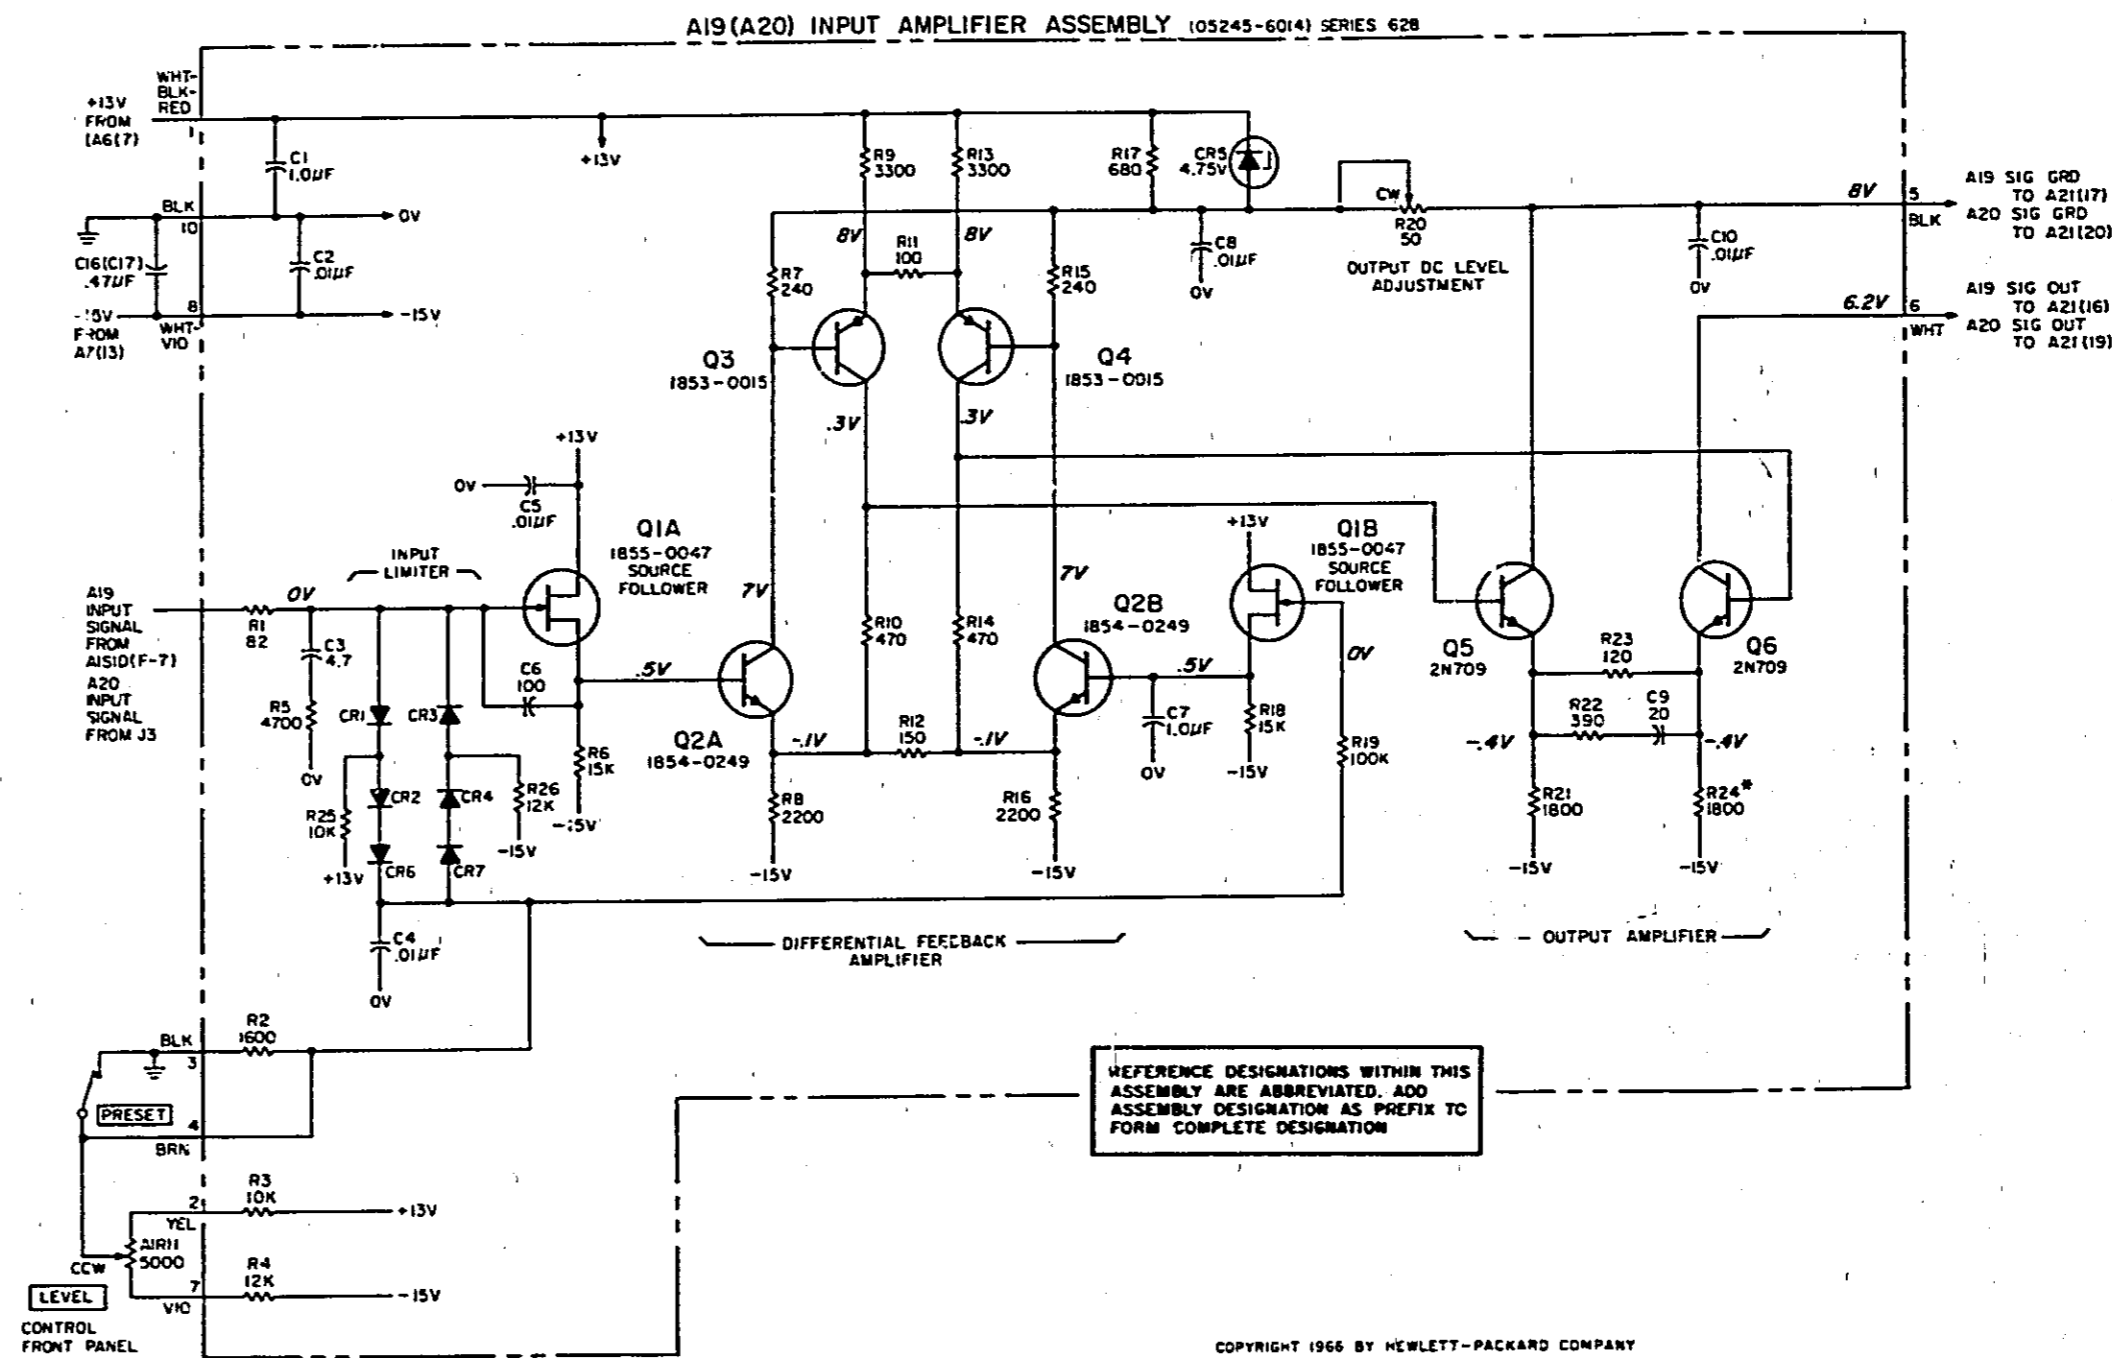 A19(A20) INPUT AMPLIFIER ASSEMBLY (05245-6014) SERIES 628
WHT-
BLK-
RED
+13V
FROM
(A6(7)
1
C1
1.0µF
+13V
BLK
10
0V
C16(C17)
.47µF
C2
.01µF
8
-15V
-15V
FROM
A7(13)
WHT-
VIO
R9
3300
R13
3300
R17
680
CR5
4.75V
8V
R11
100
8V
R7
240
R15
240
C8
.01µF
0V
CW
R20
50
OUTPUT DC LEVEL
ADJUSTMENT
8V
5
BLK
C10
.01µF
0V
6.2V
6
WHT
A19 SIG GRD
TO A21(17)
A20 SIG GRD
TO A21(20)
A19 SIG OUT
TO A21(16)
A20 SIG OUT
TO A21(19)
Q3
1853-0015
Q4
1853-0015
.3V
.3V
+13V
0V
C5
.01µF
Q1A
1855-0047
SOURCE
FOLLOWER
INPUT
LIMITER
A19
INPUT
SIGNAL
FROM
A1S1D(F-7)
A20
INPUT
SIGNAL
FROM J3
R1
82
0V
C3
4.7
R5
4700
0V
CR1
CR3
C6
100
CR2
CR4
R25
10K
+13V
R26
12K
-15V
CR6
CR7
R6
15K
-15V
.5V
7V
Q2A
1854-0249
-.1V
R12
150
-.1V
R10
470
R14
470
R8
2200
-15V
R16
2200
-15V
7V
Q2B
1854-0249
.5V
C7
1.0µF
0V
+13V
Q1B
1855-0047
SOURCE
FOLLOWER
0V
R18
15K
-15V
R19
100K
Q5
2N709
Q6
2N709
R23
120
R22
390
C9
20
-.4V
-.4V
R21
1800
-15V
R24*
1800
-15V
C4
.01µF
0V
DIFFERENTIAL FEEDBACK
AMPLIFIER
OUTPUT AMPLIFIER
R2
1600
BLK
3
PRESET
4
BRN
R3
10K
+13V
2
YEL
A1R11
5000
CCW
R4
12K
-15V
7
VIO
LEVEL
CONTROL
FRONT PANEL
REFERENCE DESIGNATIONS WITHIN THIS
ASSEMBLY ARE ABBREVIATED. ADD
ASSEMBLY DESIGNATION AS PREFIX TO
FORM COMPLETE DESIGNATION
COPYRIGHT 1966 BY HEWLETT-PACKARD COMPANY